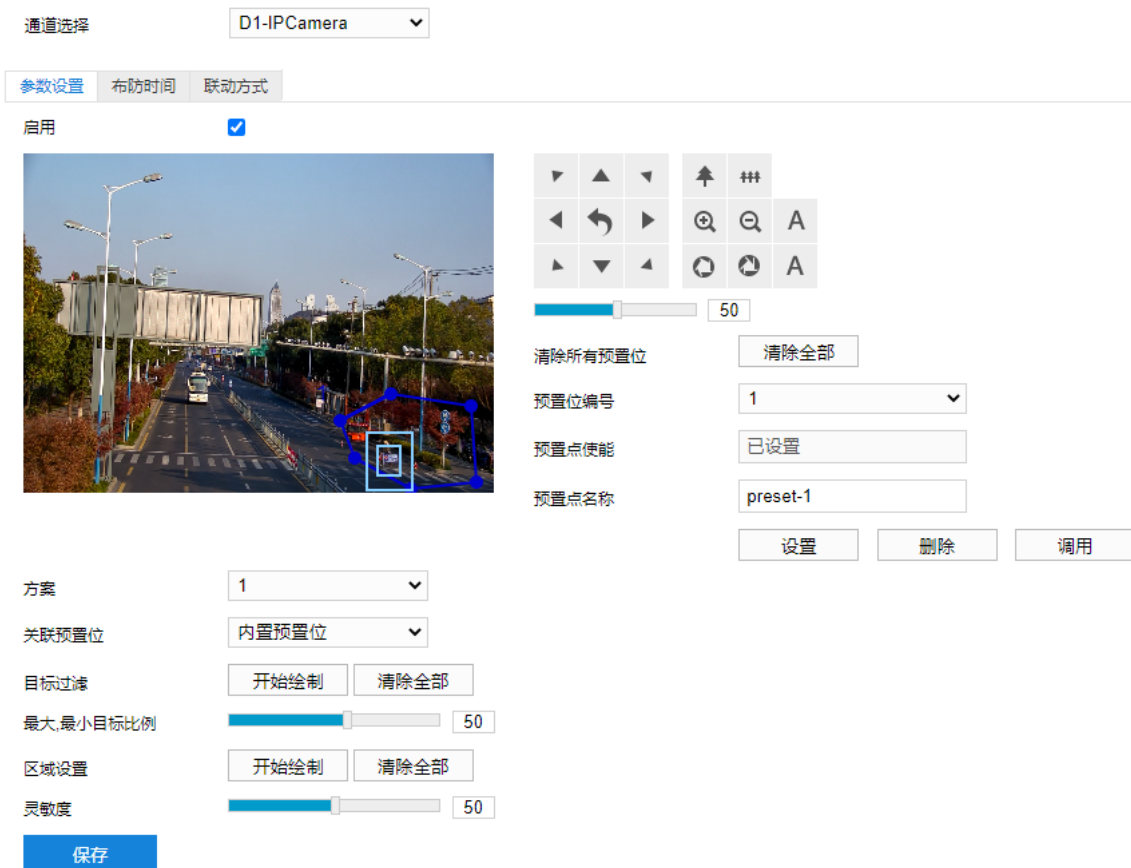 通道选择 D1-IPCamera
参数设置 布防时间 联动方式
启用
A
A
50
清除所有预置位 清除全部
预置位编号 1
预置点使能 已设置
预置点名称 preset-1
设置 删除 调用
方案 1
关联预置位 内置预置位
目标过滤 开始绘制 清除全部
最大,最小目标比例 50
区域设置 开始绘制 清除全部
灵敏度 50
保存